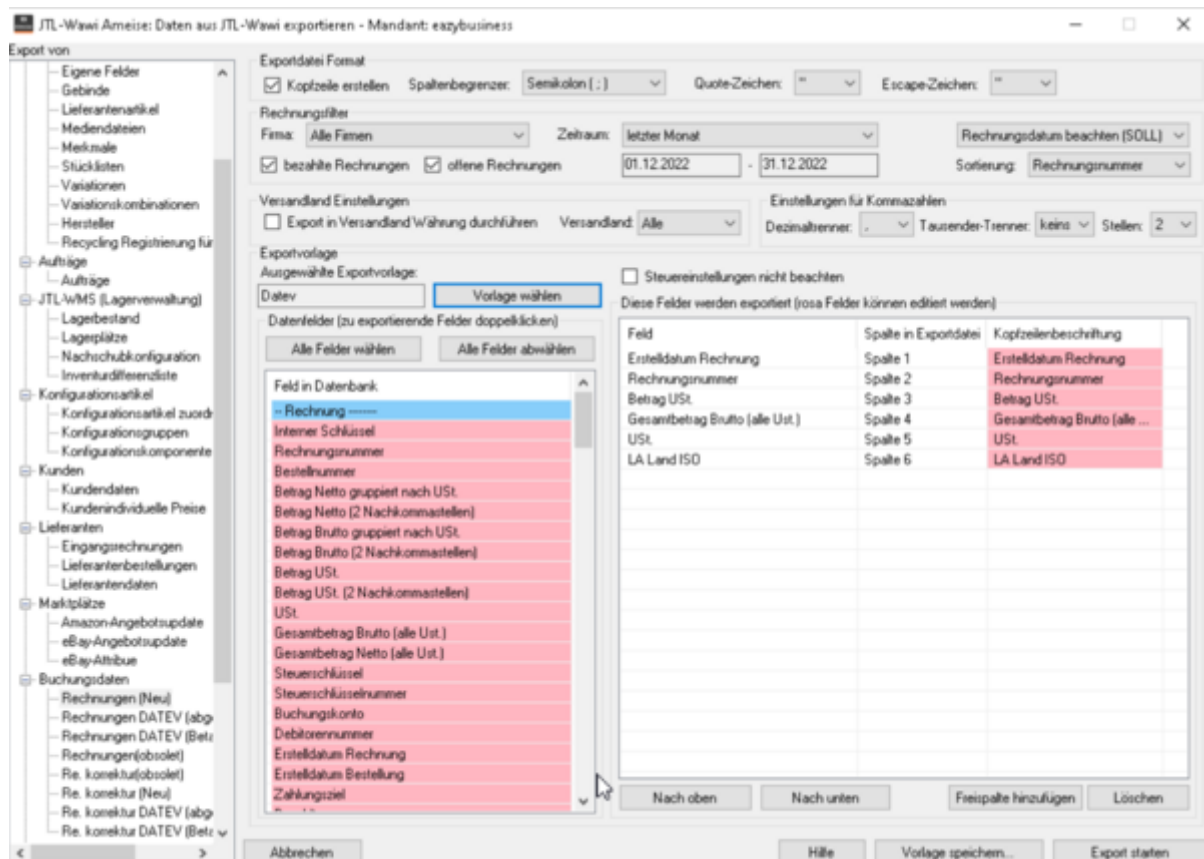 JTL-Wawi Ameise: Daten aus JTL-Wawi exportieren - Mandant: eazybusiness
Export von
Eigene Felder
Gebinde
Lieferantenartikel
Mediendateien
Merkmale
Stücklisten
Variationen
Variationskombinationen
Hersteller
Recycling Registrierung für
Aufträge
Aufträge
JTL-WMS (Lagerverwaltung)
Lagerbestand
Lagerplätze
Nachschubkonfiguration
Inventurdifferenzliste
Konfigurationsartikel
Konfigurationsartikel zuordr
Konfigurationsgruppen
Konfigurationskomponente
Kunden
Kundendaten
Kundenindividuelle Preise
Lieferanten
Eingangsrechnungen
Lieferantenbestellungen
Lieferantendaten
Marktplätze
Amazon-Angebotsupdate
eBay-Angebotsupdate
eBay-Attribue
Buchungsdaten
Rechnungen (Neu)
Rechnungen DATEV (abg
Rechnungen DATEV (Beta
Rechnungen(obsolet)
Re. korrektur(obsolet)
Re. korrektur (Neu)
Re. korrektur DATEV (abg
Re. korrektur DATEV (Beta
Exportdatei Format
Kopfzeile erstellen Spaltenbegrenzer: Semikolon ( ; ) Quote-Zeichen: " Escape-Zeichen: "
Rechnungsfilter
Firma: Alle Firmen Zeitraum: letzter Monat Rechnungsdatum beachten (SOLL)
bezahlte Rechnungen offene Rechnungen 01.12.2022 - 31.12.2022 Sortierung: Rechnungsnummer
Versandland Einstellungen
Export in Versandland Währung durchführen Versandland: Alle
Einstellungen für Kommazahlen
Dezimaltrenner: , Tausender-Trenner: keins Stellen: 2
Exportvorlage
Ausgewählte Exportvorlage:
Datev Vorlage wählen
Datenfelder (zu exportierende Felder doppelklicken)
Alle Felder wählen Alle Felder abwählen
Feld in Datenbank
-- Rechnung -------
Interner Schlüssel
Rechnungsnummer
Bestellnummer
Betrag Netto gruppiert nach USt.
Betrag Netto (2 Nachkommastellen)
Betrag Brutto gruppiert nach USt.
Betrag Brutto (2 Nachkommastellen)
Betrag USt.
Betrag USt. (2 Nachkommastellen)
USt.
Gesamtbetrag Brutto (alle Ust.)
Gesamtbetrag Netto (alle Ust.)
Steuerschlüssel
Steuerschlüsselnummer
Buchungskonto
Debitorennummer
Erstelldatum Rechnung
Erstelldatum Bestellung
Zahlungsziel
Steuereinstellungen nicht beachten
Diese Felder werden exportiert (rosa Felder können editiert werden)
Feld Spalte in Exportdatei Kopfzeilenbeschriftung
Erstelldatum Rechnung Spalte 1 Erstelldatum Rechnung
Rechnungsnummer Spalte 2 Rechnungsnummer
Betrag USt. Spalte 3 Betrag USt.
Gesamtbetrag Brutto (alle Ust.) Spalte 4 Gesamtbetrag Brutto (alle ...
USt. Spalte 5 USt.
LA Land ISO Spalte 6 LA Land ISO
Nach oben Nach unten Freispalte hinzufügen Löschen
Abbrechen Hilfe Vorlage speichern... Export starten